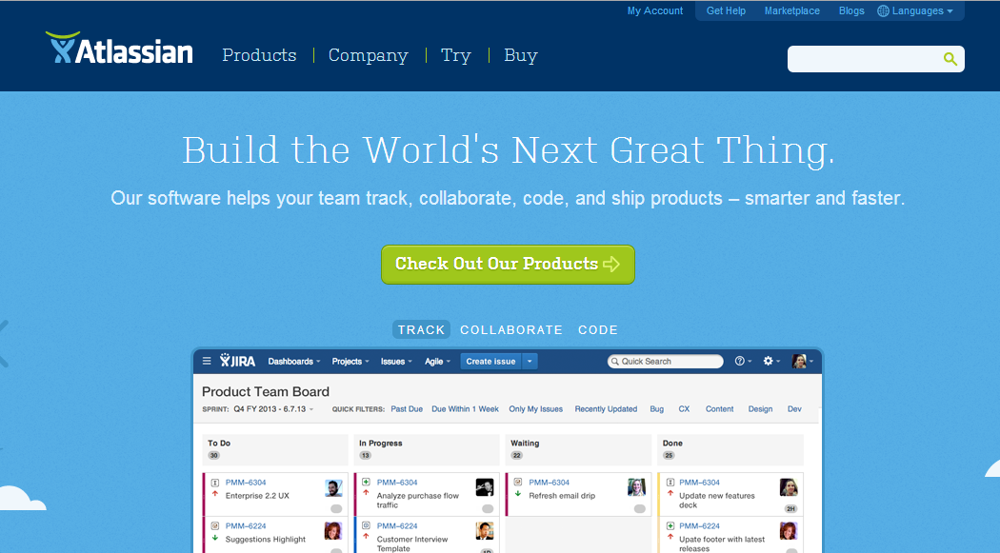 My Account Get Help Marketplace Blogs Languages
Atlassian Products Company Try Buy
Build the World's Next Great Thing.
Our software helps your team track, collaborate, code, and ship products – smarter and faster.
Check Out Our Products
TRACK COLLABORATE CODE
JIRA Dashboards Projects Issues Agile Create issue Quick Search
Product Team Board
SPRINT: Q4 FY 2013 - 6.7.13 QUICK FILTERS: Past Due Due Within 1 Week Only My Issues Recently Updated Bug CX Content Design Dev
To Do In Progress Waiting Done
30 13 22 25
PMM–6304 PMM–6304 PMM–6304 PMM–6304
Enterprise 2.2 UX Analyze purchase flow Refresh email drip Update new features
traffic deck
2H
PMM–6224 PMM–6224 PMM–6224
Suggestions Highlight Customer Interview Upate footer with latest
Template releases